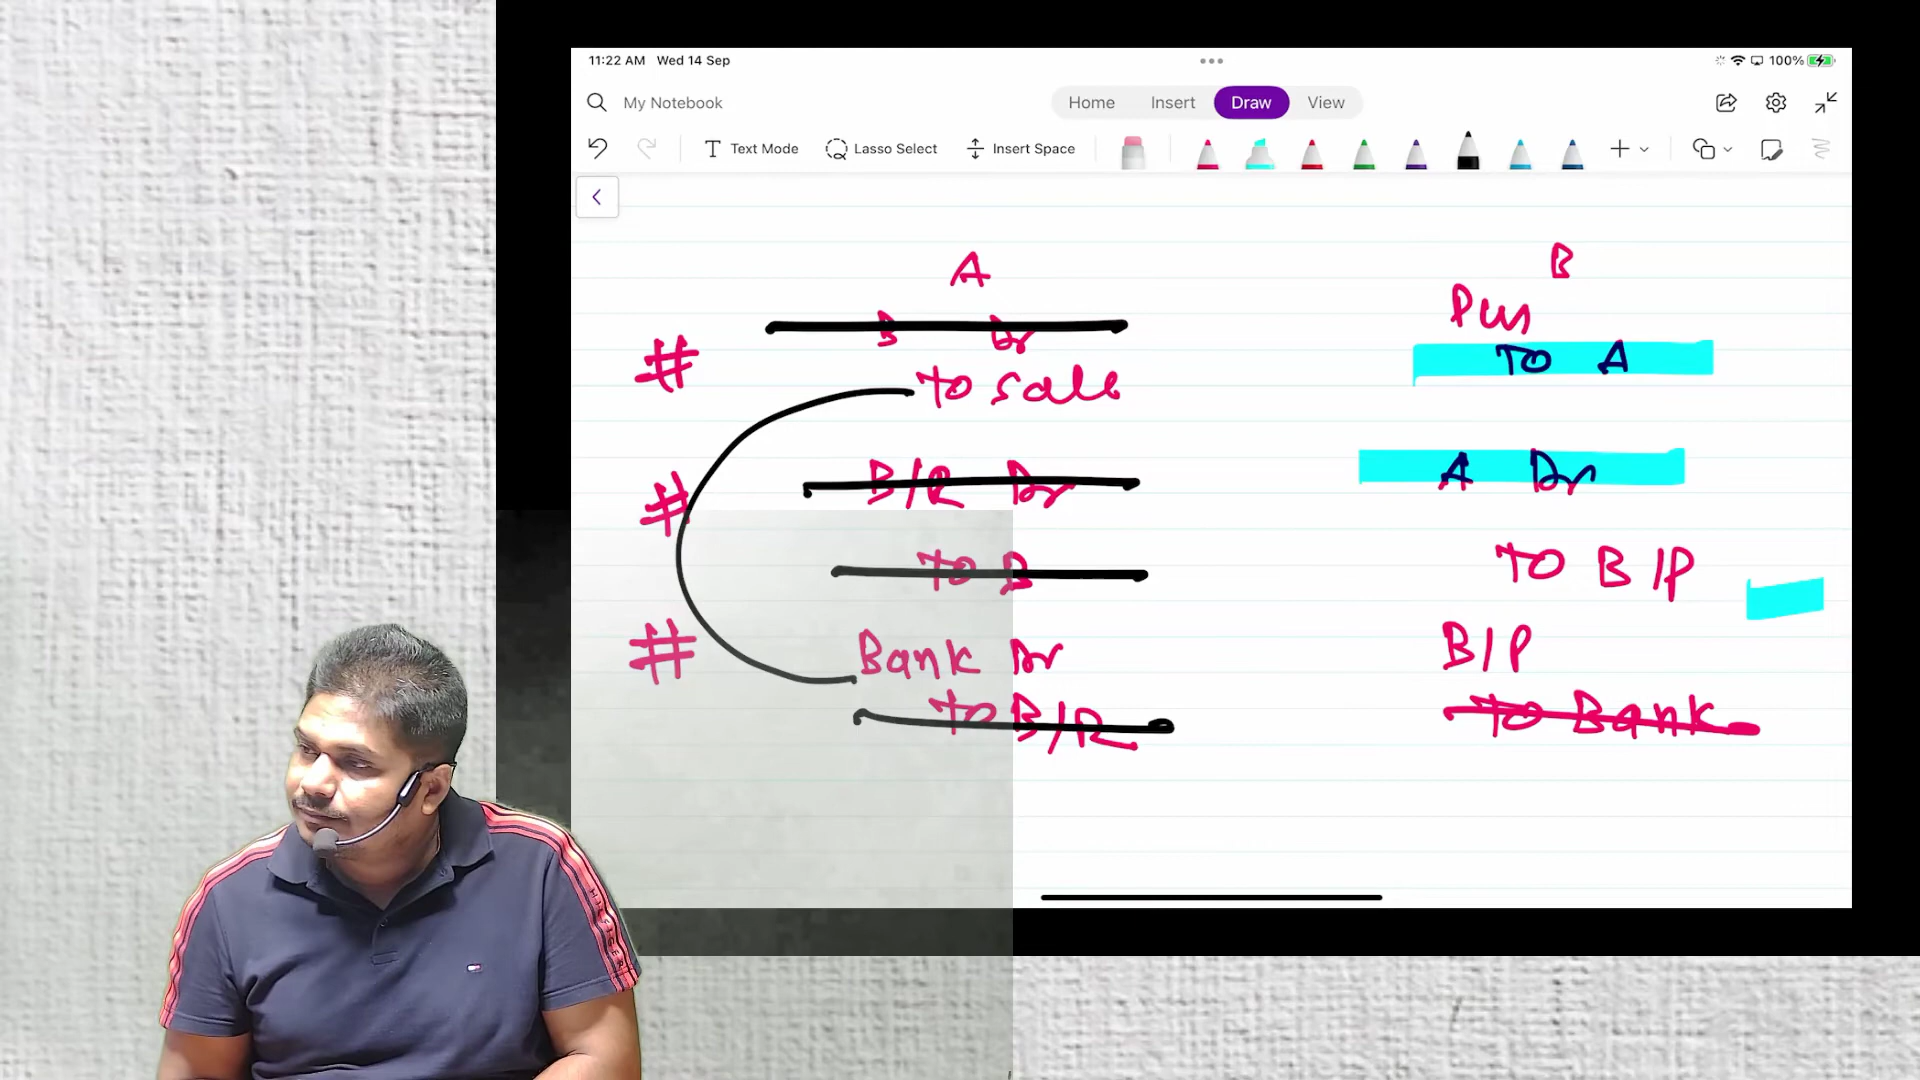 11:22 AM Wed 14 Sep
100%
My Notebook
Home Insert Draw View
Text Mode Lasso Select Insert Space
A
B Dr
# To Sale
# B/R Dr
To B
# Bank Dr
To B/R
B
Pur
To A
A Dr
To B/P
B/P
To Bank